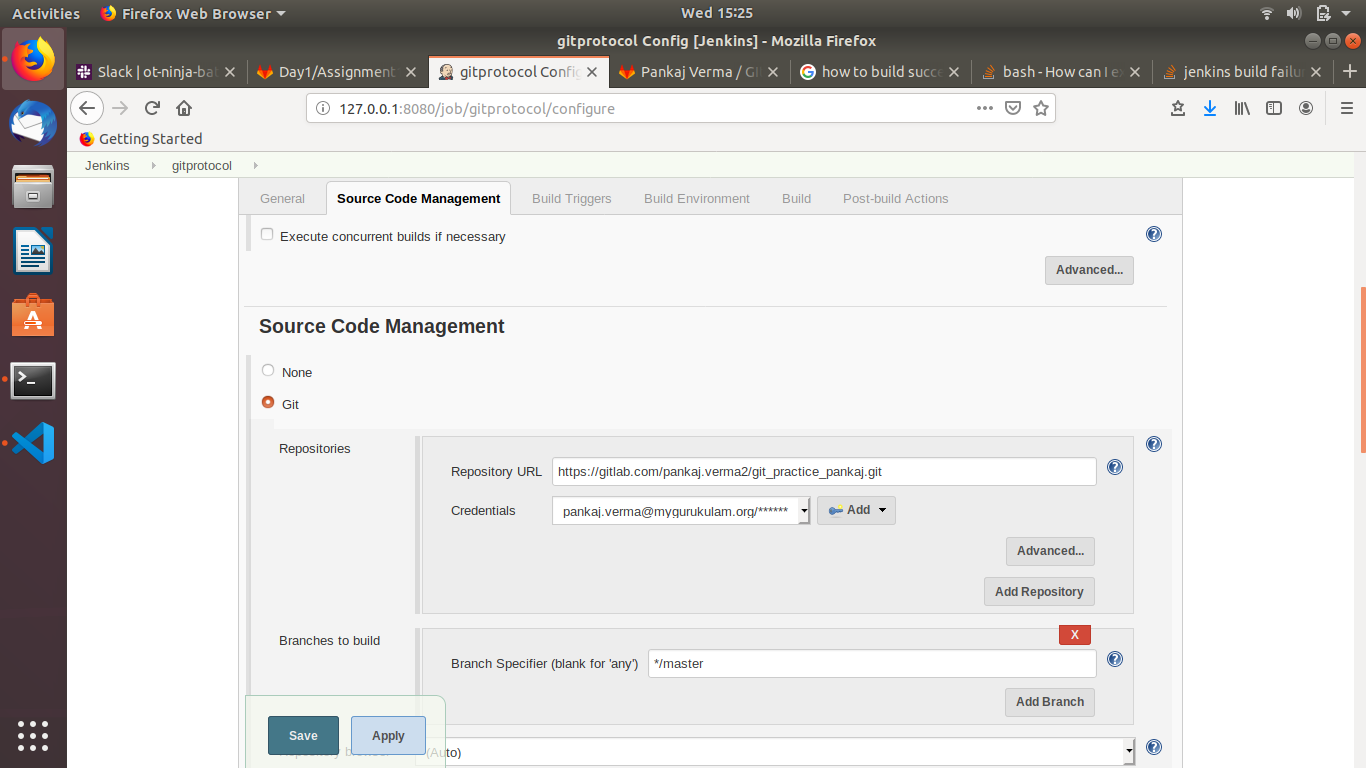 Activities Firefox Web Browser Wed 15:25
gitprotocol Config [Jenkins] - Mozilla Firefox
Slack | ot-ninja-ba Day1/Assignment gitprotocol Config Pankaj Verma / G how to build succe bash - How can I e jenkins build failu
127.0.0.1:8080/job/gitprotocol/configure
Getting Started
Jenkins gitprotocol
General Source Code Management Build Triggers Build Environment Build Post-build Actions
Execute concurrent builds if necessary
Advanced...
Source Code Management
None
Git
Repositories
Repository URL https://gitlab.com/pankaj.verma2/git_practice_pankaj.git
Credentials pankaj.verma@mygurukulam.org/****** Add
Advanced...
Add Repository
Branches to build
X
Branch Specifier (blank for 'any') */master
Add Branch
Save Apply
(Auto)